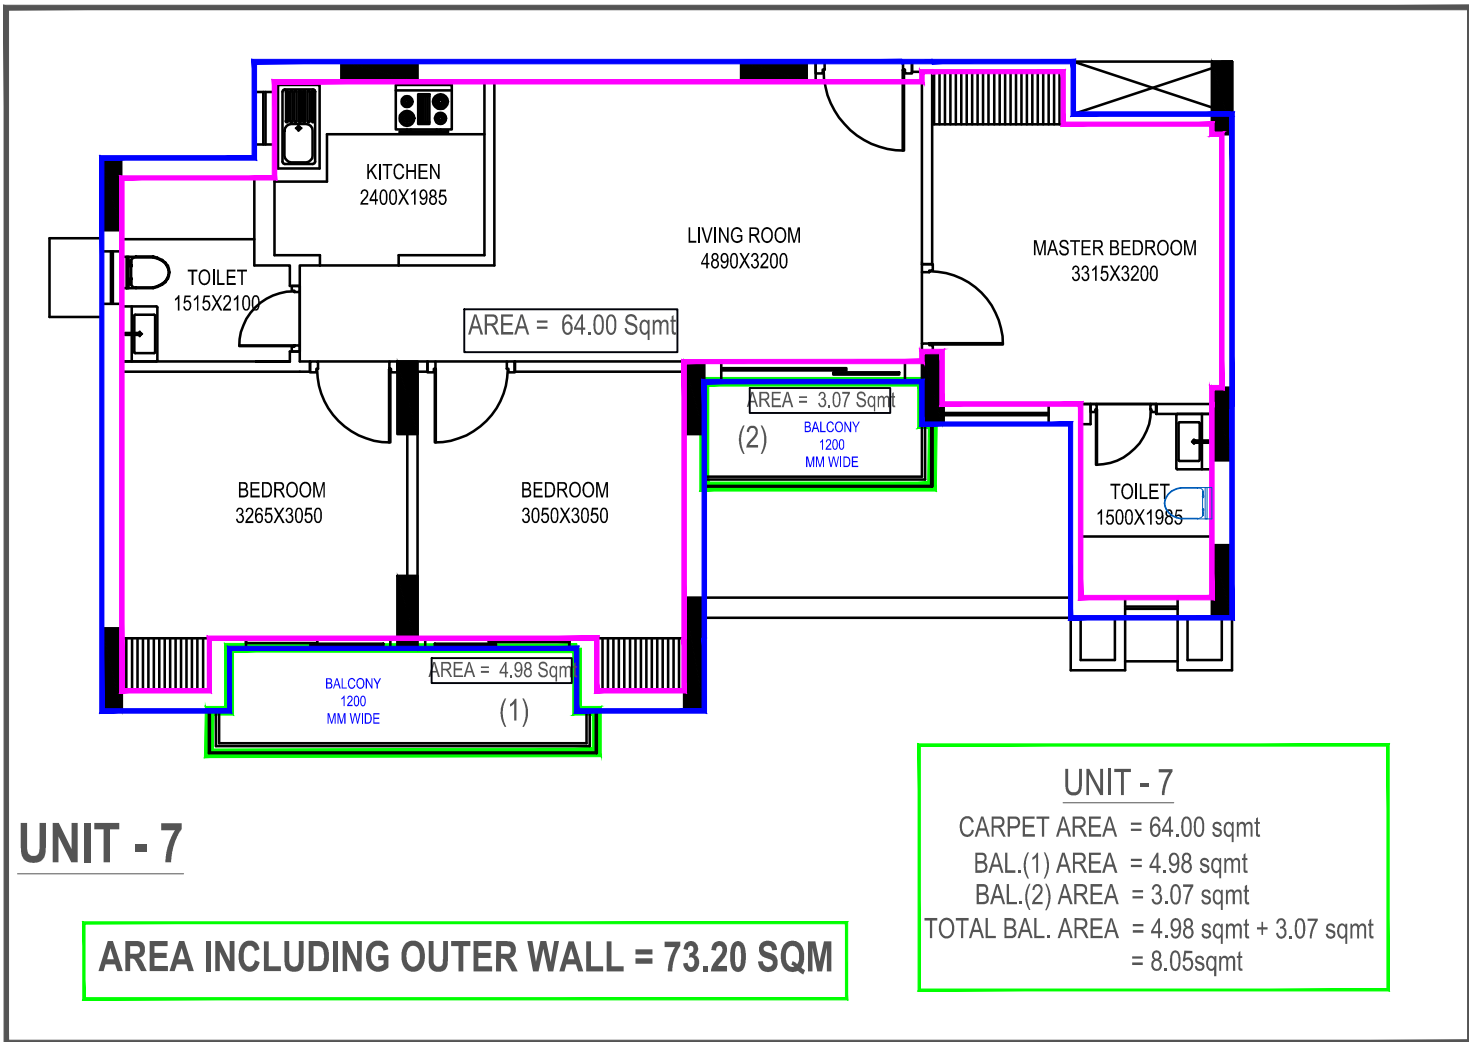 KITCHEN
2400X1985
LIVING ROOM
4890X3200
MASTER BEDROOM
3315X3200
TOILET
1515X2100
AREA = 64.00 Sqmt
AREA = 3.07 Sqmt
(2)
BALCONY
1200
MM WIDE
BEDROOM
3265X3050
BEDROOM
3050X3050
TOILET
1500X1985
AREA = 4.98 Sqmt
BALCONY
1200
MM WIDE
(1)
UNIT - 7
AREA INCLUDING OUTER WALL = 73.20 SQM
UNIT - 7
CARPET AREA = 64.00 sqmt
BAL.(1) AREA = 4.98 sqmt
BAL.(2) AREA = 3.07 sqmt
TOTAL BAL. AREA = 4.98 sqmt + 3.07 sqmt
= 8.05sqmt